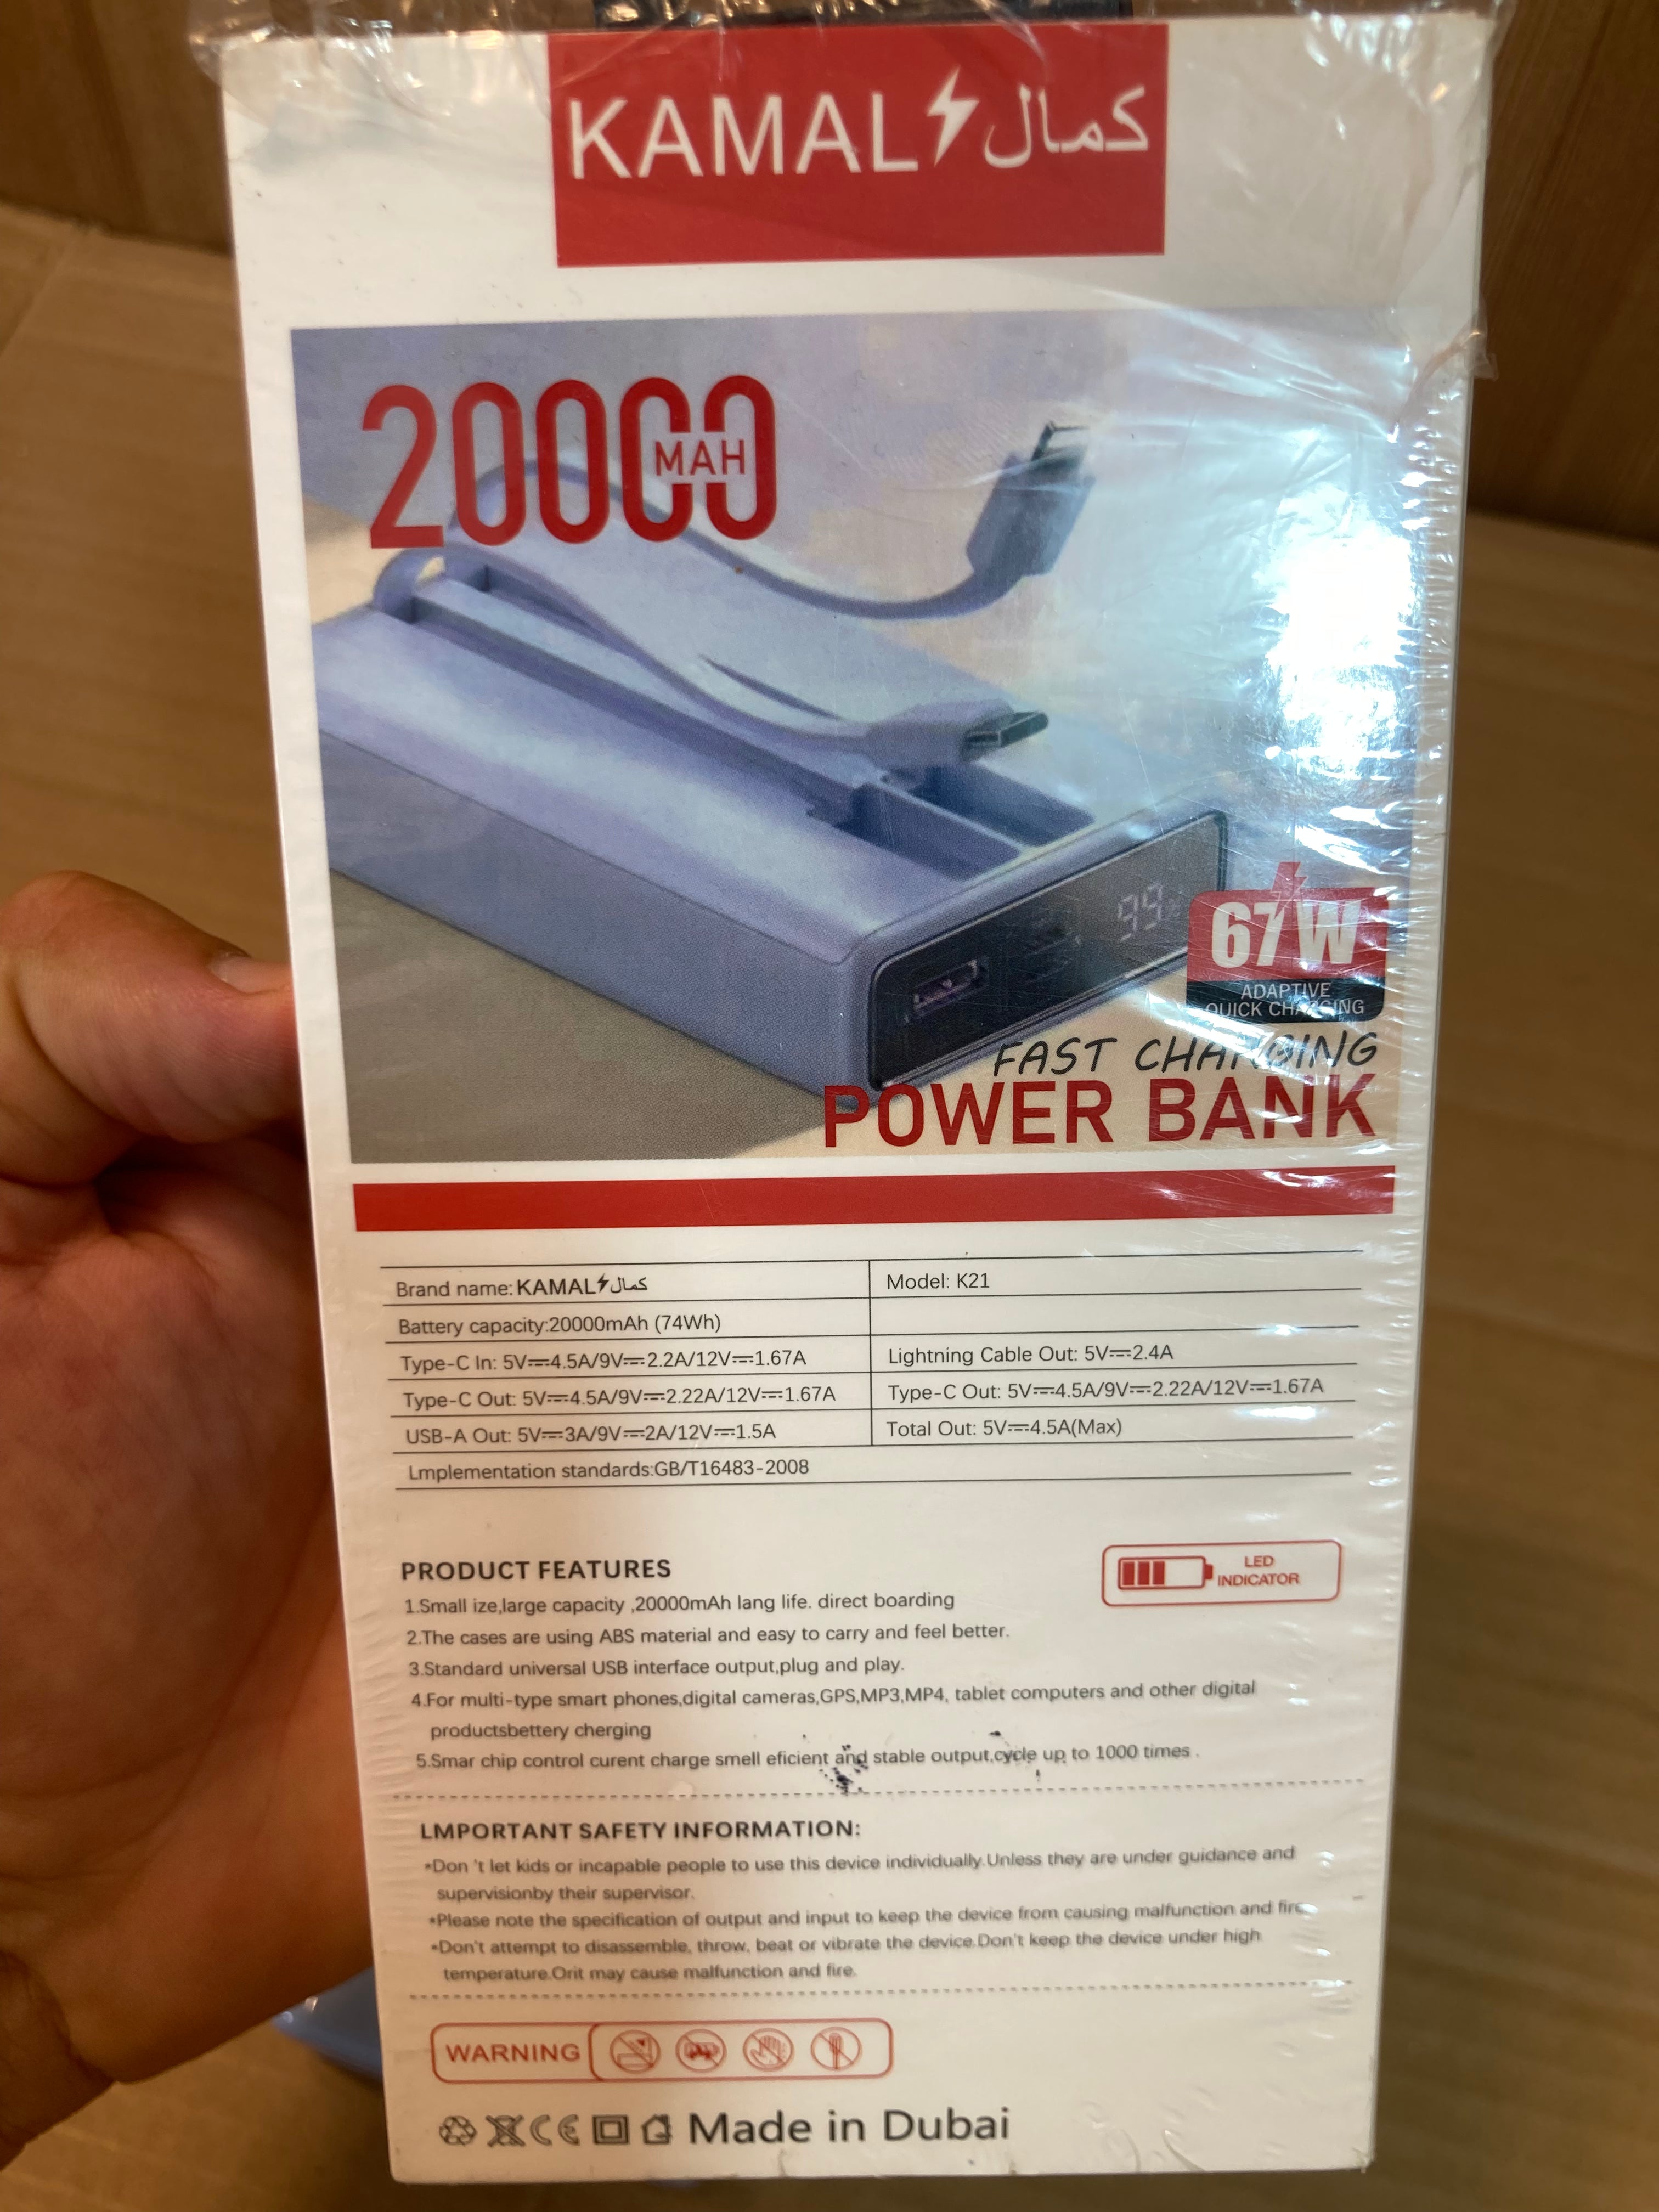 KAMAL كمال
20000
MAH
99%
67W
ADAPTIVE
QUICK CHARGING
FAST CHARGING
POWER BANK
Brand name:KAMAL كمال
Model: K21
Battery capacity:20000mAh (74Wh)
Type-C In: 5V⎓4.5A/9V⎓2.2A/12V⎓1.67A
Lightning Cable Out: 5V⎓2.4A
Type-C Out: 5V⎓4.5A/9V⎓2.22A/12V⎓1.67A
Type-C Out: 5V⎓4.5A/9V⎓2.22A/12V⎓1.67A
USB-A Out: 5V⎓3A/9V⎓2A/12V⎓1.5A
Total Out: 5V⎓4.5A(Max)
Lmplementation standards:GB/T16483-2008
PRODUCT FEATURES
LED
INDICATOR
1.Small ize,large capacity ,20000mAh lang life. direct boarding
2.The cases are using ABS material and easy to carry and feel better.
3.Standard universal USB interface output,plug and play.
4.For multi-type smart phones,digital cameras,GPS,MP3,MP4, tablet computers and other digital
productsbettery cherging
5.Smar chip control curent charge smell eficient and stable output,cycle up to 1000 times .
LMPORTANT SAFETY INFORMATION:
•Don 't let kids or incapable people to use this device individually.Unless they are under guidance and
supervisionby their supervisor.
•Please note the specification of output and input to keep the device from causing malfunction and fire
•Don't attempt to disassemble, throw, beat or vibrate the device.Don't keep the device under high
temperature.Orit may cause malfunction and fire.
WARNING
CE Made in Dubai